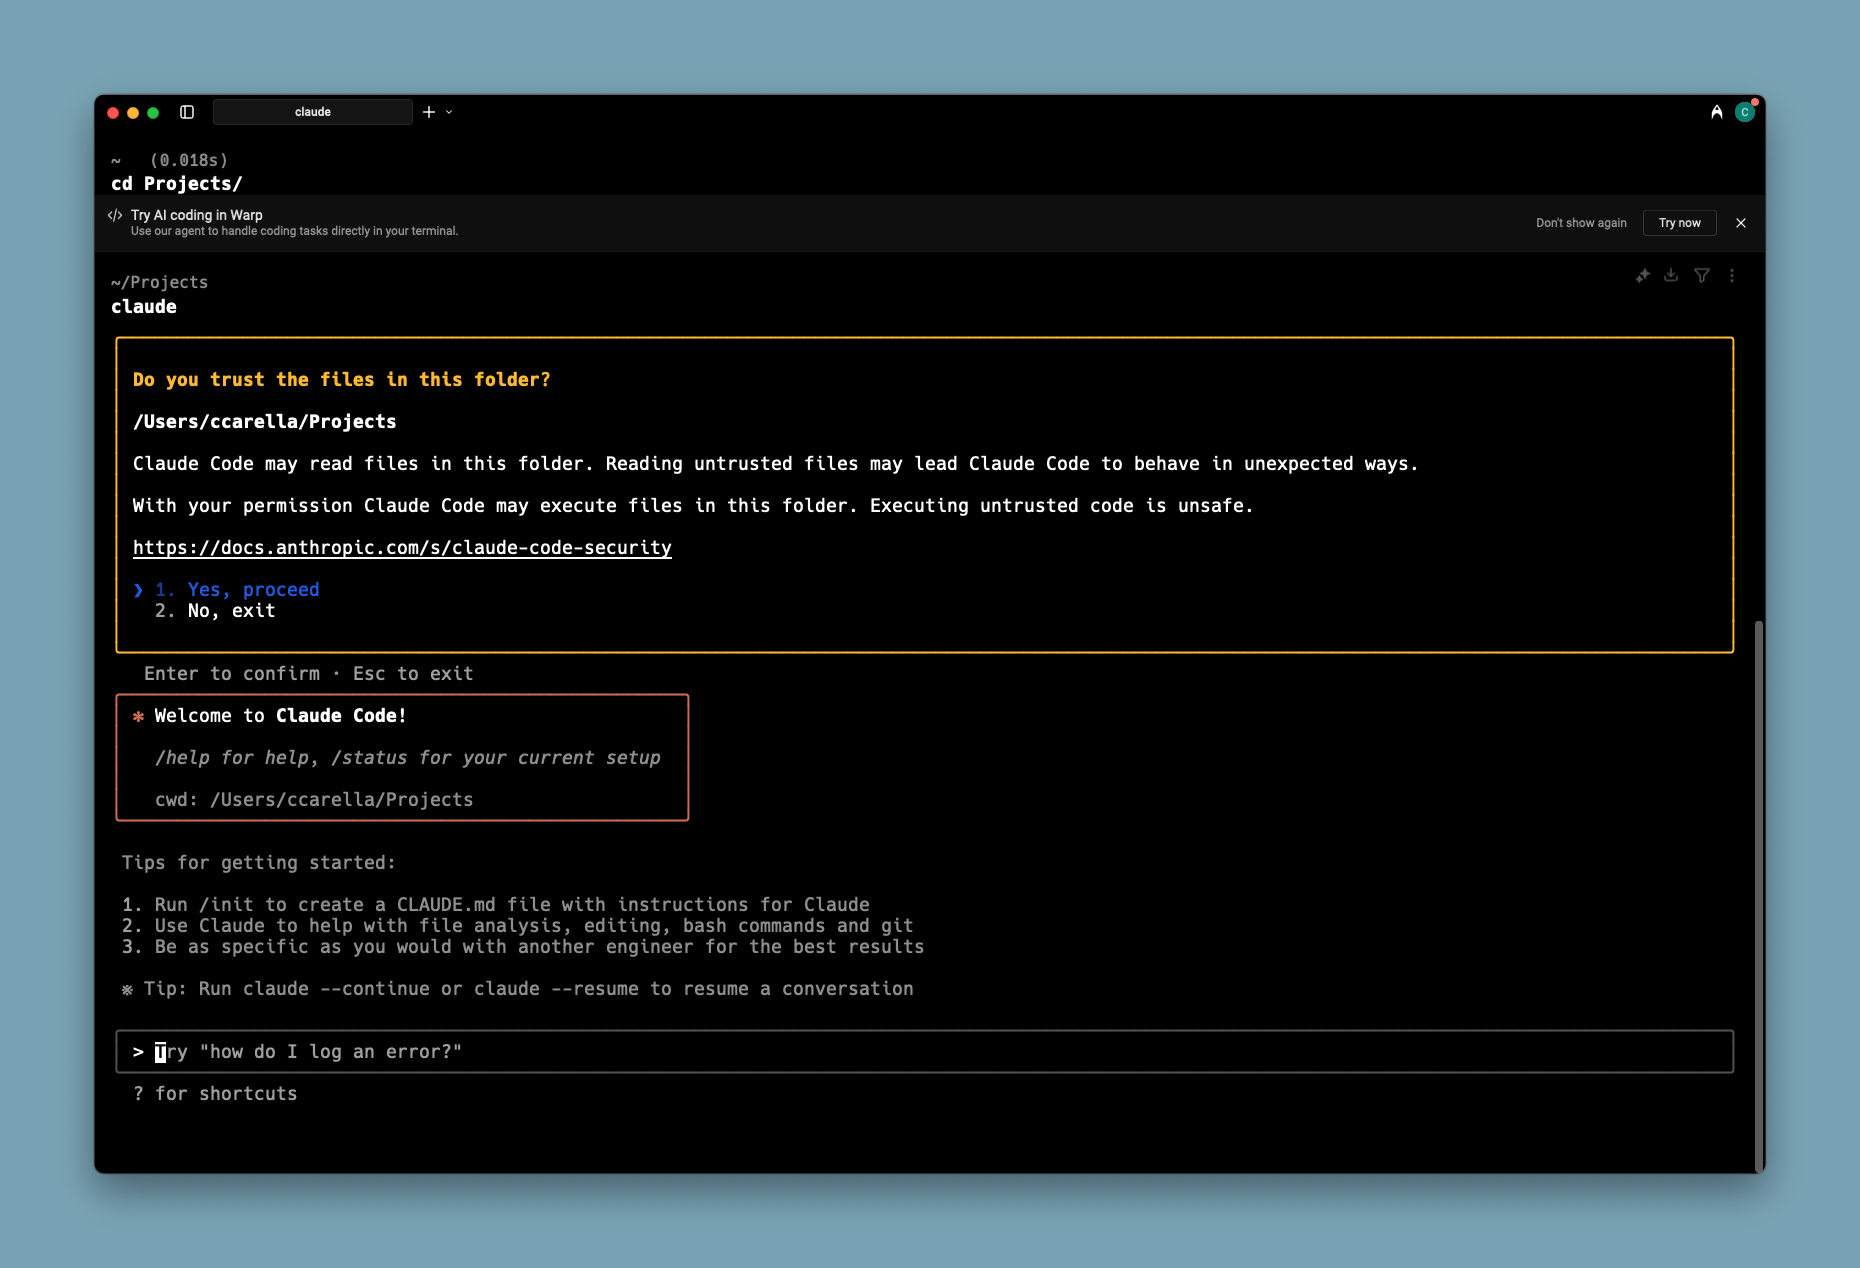 claude
C
~ (0.018s)
cd Projects/
Try AI coding in Warp
Use our agent to handle coding tasks directly in your terminal.
Don't show again
Try now
~/Projects
claude
Do you trust the files in this folder?
/Users/ccarella/Projects
Claude Code may read files in this folder. Reading untrusted files may lead Claude Code to behave in unexpected ways.
With your permission Claude Code may execute files in this folder. Executing untrusted code is unsafe.
https://docs.anthropic.com/s/claude-code-security
❯ 1. Yes, proceed
2. No, exit
Enter to confirm · Esc to exit
✻ Welcome to Claude Code!
/help for help, /status for your current setup
cwd: /Users/ccarella/Projects
Tips for getting started:
1. Run /init to create a CLAUDE.md file with instructions for Claude
2. Use Claude to help with file analysis, editing, bash commands and git
3. Be as specific as you would with another engineer for the best results
※ Tip: Run claude --continue or claude --resume to resume a conversation
> Try "how do I log an error?"
? for shortcuts